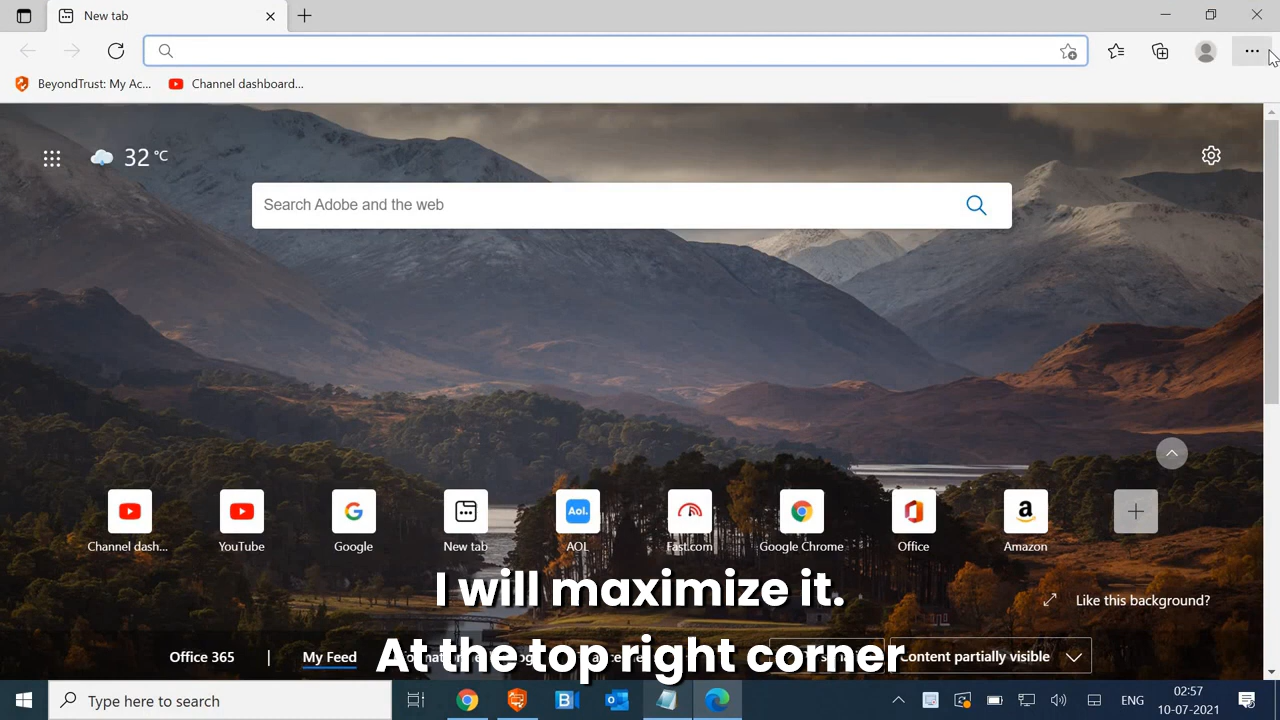 New tab
BeyondTrust: My Ac...
Channel dashboard...
32 °C
Search Adobe and the web
Channel dash...
YouTube
Google
New tab
Aol.
AOL
Fast.com
Google Chrome
Office
a
Amazon
I will maximize it.
Like this background?
At the top right corner
Office 365 | My Feed
Content partially visible
Type here to search
ENG
02:57
10-07-2021